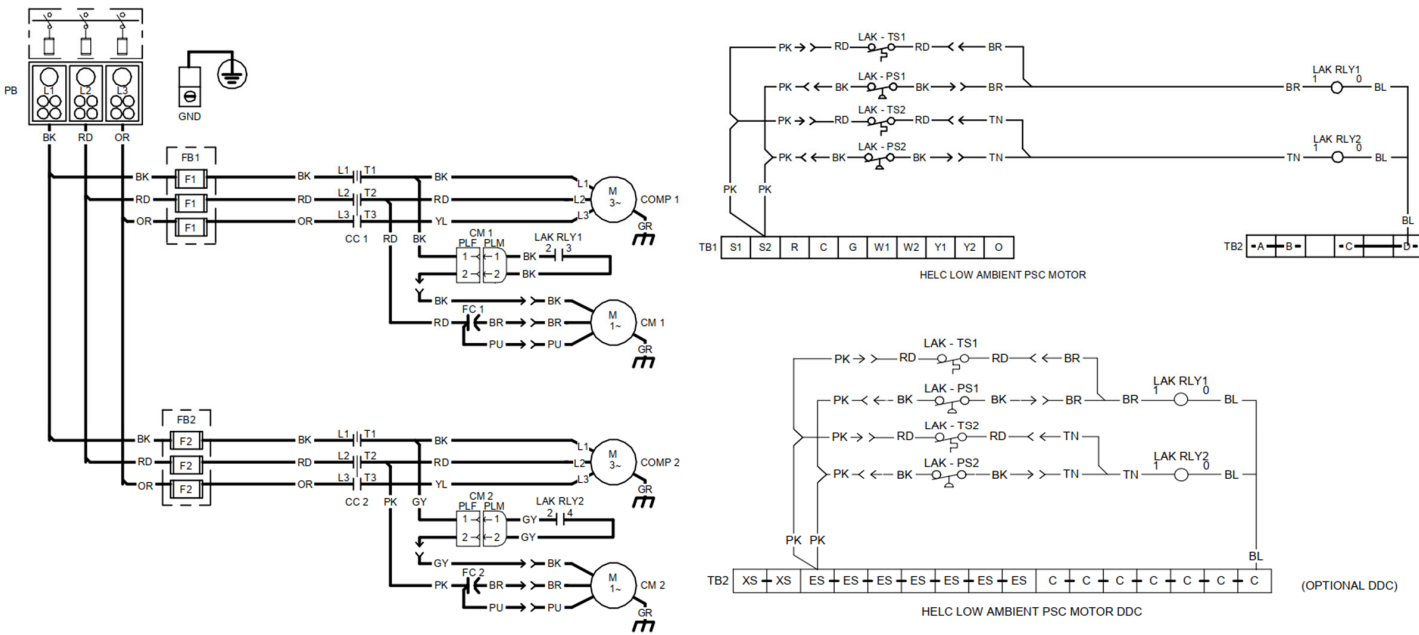 PB
L1 L2 L3
GND
BK RD OR
FB1
BK F1 BK L1 T1 BK L1
RD F1 RD L2 T2 RD L2
OR F1 OR L3 T3 YL L3
M
3~
COMP 1
GR
CC 1
RD BK
CM 1
PLF PLM
LAK RLY1
2 3
1 1 BK
2 2 BK
BK BK
FC 1
RD BR BR
PU PU
M
1~
CM 1
GR
FB2
BK F2 BK L1 T1 BK L1
RD F2 RD L2 T2 RD L2
OR F2 OR L3 T3 YL L3
M
3~
COMP 2
GR
CC 2
PK GY
CM 2
PLF PLM
LAK RLY2
2 4
1 1 GY
2 2 GY
GY BK
FC 2
PK BR BR
PU PU
M
1~
CM 2
GR
LAK - TS1
PK RD RD BR
LAK - PS1
PK BK BK BR
BR
LAK RLY1
1 0
BL
LAK - TS2
PK RD RD TN
LAK - PS2
PK BK BK TN
TN
LAK RLY2
1 0
BL
PK PK
BL
TB1 S1 S2 R C G W1 W2 Y1 Y2 O
TB2 A B C D
HELC LOW AMBIENT PSC MOTOR
LAK - TS1
PK RD RD BR
LAK - PS1
PK BK BK BR BR
LAK RLY1
1 0
BL
LAK - TS2
PK RD RD TN
LAK - PS2
PK BK BK TN TN
LAK RLY2
1 0
BL
PK PK
BL
TB2 XS XS ES ES ES ES ES ES ES C C C C C C C
(OPTIONAL DDC)
HELC LOW AMBIENT PSC MOTOR DDC